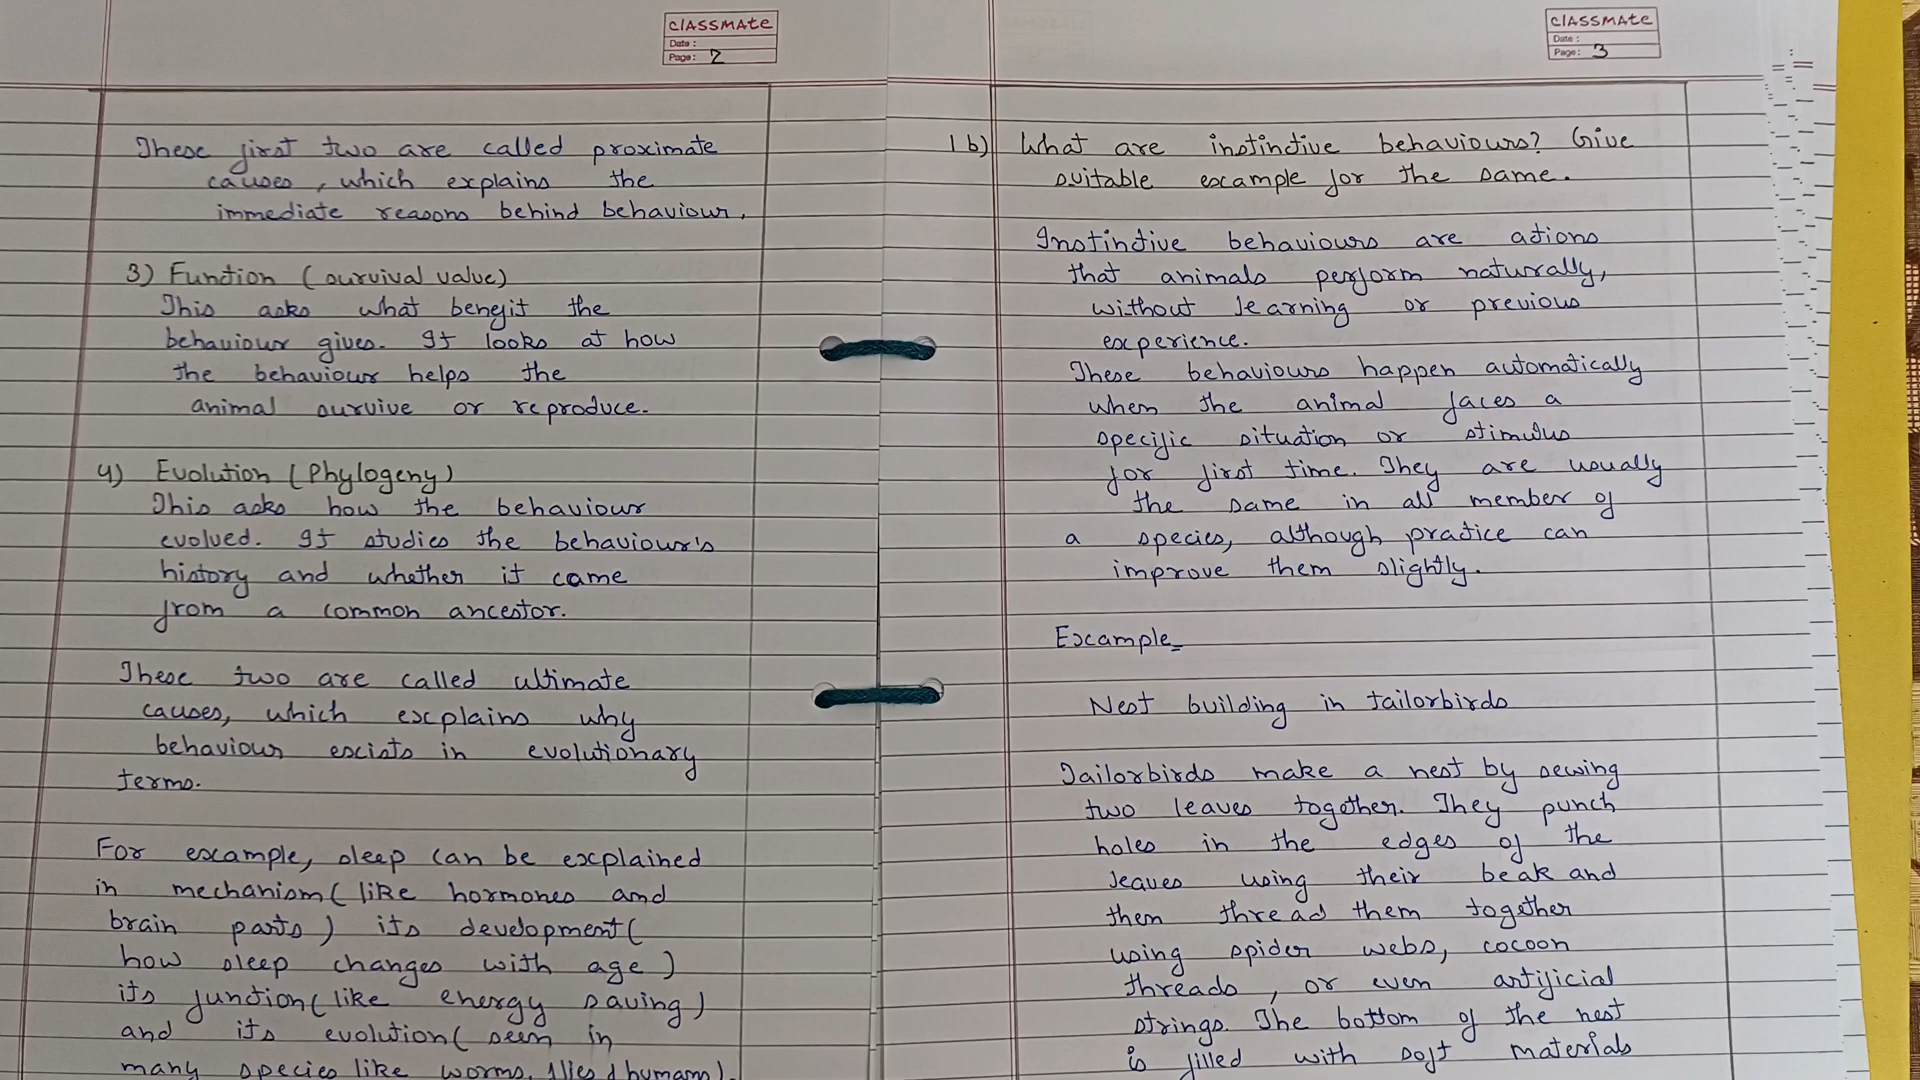 CLASSMATE
Date :
Page: 2
These first two are called proximate
causes, which explains the
immediate reasons behind behaviour.
3) Function (survival value)
This asks what benefit the
behaviour gives. It looks at how
the behaviour helps the
animal survive or reproduce.
4) Evolution (Phylogeny)
This asks how the behaviour
evolved. It studies the behaviour's
history and whether it came
from a common ancestor.
These two are called ultimate
causes, which explains why
behaviour exists in evolutionary
terms.
For example, sleep can be explained
in mechanism (like hormones and
brain parts) its development(
how sleep changes with age)
its function (like energy saving)
and its evolution (seen in
many species like worms, flies & humans).
CLASSMATE
Date :
Page: 3
1 b) What are instinctive behaviours? Give
suitable example for the same.
Instinctive behaviours are actions
that animals perform naturally,
without learning or previous
experience.
These behaviours happen automatically
when the animal faces a
specific situation or stimulus
for first time. They are usually
the same in all member of
a species, although practice can
improve them slightly.
Example=
Nest building in tailorbirds
Tailorbirds make a nest by sewing
two leaves together. They punch
holes in the edges of the
leaves using their beak and
then thread them together
using spider webs, cocoon
threads, or even artificial
strings. The bottom of the nest
is filled with soft materials